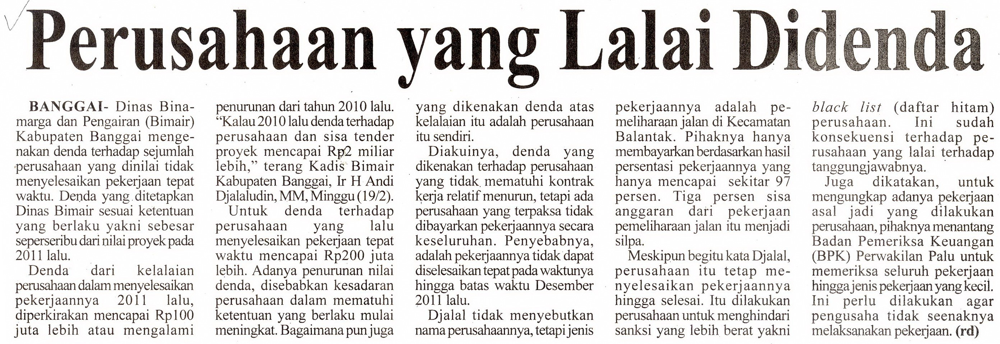 Perusahaan yang Lalai Didenda
BANGGAI- Dinas Bina-
marga dan Pengairan (Bimair)
Kabupaten Banggai menge-
nakan denda terhadap sejumlah
perusahaan yang dinilai tidak
menyelesaikan pekerjaan tepat
waktu. Denda yang ditetapkan
Dinas Bimair sesuai ketentuan
yang berlaku yakni sebesar
seperseribu dari nilai proyek pada
2011 lalu.
Denda dari kelalaian
perusahaan dalam menyelesaikan
pekerjaannya 2011 lalu,
diperkirakan mencapai Rp100
juta lebih atau mengalami
penurunan dari tahun 2010 lalu.
“Kalau 2010 lalu denda terhadap
perusahaan dan sisa tender
proyek mencapai Rp2 miliar
lebih,” terang Kadis Bimair
Kabupaten Banggai, Ir H Andi
Djalaludin, MM, Minggu (19/2).
Untuk denda terhadap
perusahaan yang lalu
menyelesaikan pekerjaan tepat
waktu mencapai Rp200 juta
lebih. Adanya penurunan nilai
denda, disebabkan kesadaran
perusahaan dalam mematuhi
ketentuan yang berlaku mulai
meningkat. Bagaimana pun juga
yang dikenakan denda atas
kelalaian itu adalah perusahaan
itu sendiri.
Diakuinya, denda yang
dikenakan terhadap perusahaan
yang tidak mematuhi kontrak
kerja relatif menurun, tetapi ada
perusahaan yang terpaksa tidak
dibayarkan pekerjaannya secara
keseluruhan. Penyebabnya,
adalah pekerjaannya tidak dapat
diselesaikan tepat pada waktunya
hingga batas waktu Desember
2011 lalu.
Djalal tidak menyebutkan
nama perusahaannya, tetapi jenis
pekerjaannya adalah pe-
meliharaan jalan di Kecamatan
Balantak. Pihaknya hanya
membayarkan berdasarkan hasil
persentasi pekerjaannya yang
hanya mencapai sekitar 97
persen. Tiga persen sisa
anggaran dari pekerjaan
pemeliharaan jalan itu menjadi
silpa.
Meskipun begitu kata Djalal,
perusahaan itu tetap me-
nyelesaikan pekerjaannya
hingga selesai. Itu dilakukan
perusahaan untuk menghindari
sanksi yang lebih berat yakni
black list (daftar hitam)
perusahaan. Ini sudah
konsekuensi terhadap pe-
rusahaan yang lalai terhadap
tanggungjawabnya.
Juga dikatakan, untuk
mengungkap adanya pekerjaan
asal jadi yang dilakukan
perusahaan, pihaknya menantang
Badan Pemeriksa Keuangan
(BPK) Perwakilan Palu untuk
memeriksa seluruh pekerjaan
hingga jenis pekerjaan yang kecil.
Ini perlu dilakukan agar
pengusaha tidak seenaknya
melaksanakan pekerjaan. (rd)